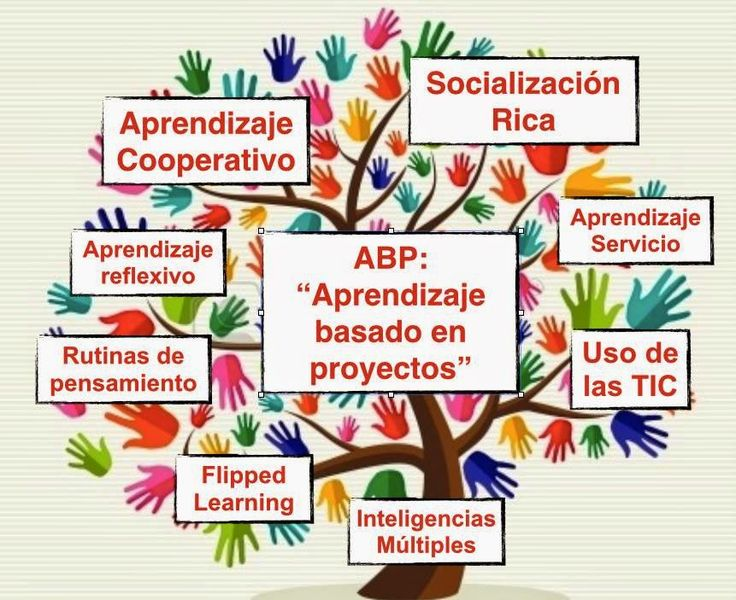 Socialización
Rica
Aprendizaje
Cooperativo
Aprendizaje
Servicio
Aprendizaje
reflexivo
ABP:
“Aprendizaje
basado en
proyectos”
Rutinas de
pensamiento
Uso de
las TIC
Flipped
Learning
Inteligencias
Múltiples